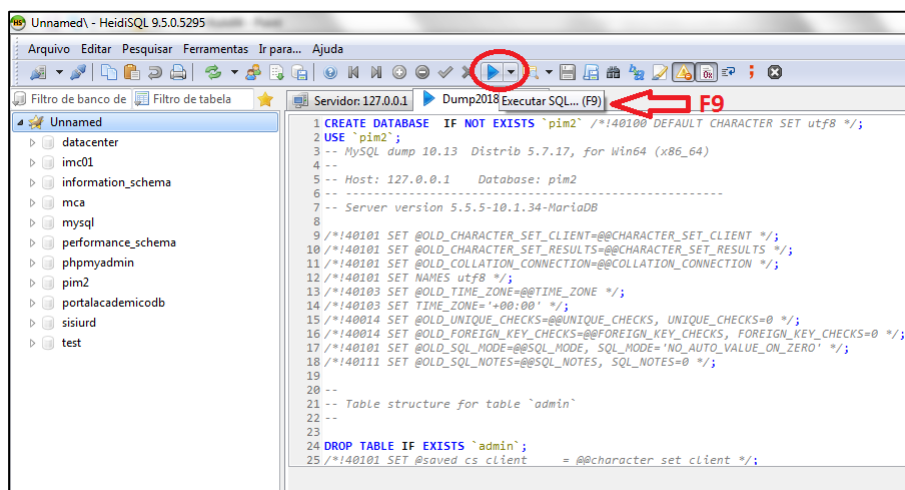 Unnamed\ - HeidiSQL 9.5.0.5295
Arquivo Editar Pesquisar Ferramentas Ir para... Ajuda
Filtro de banco de Filtro de tabela
Servidor: 127.0.0.1 Dump2018 Executar SQL... (F9) F9
Unnamed
datacenter
imc01
information_schema
mca
mysql
performance_schema
phpmyadmin
pim2
portalacademicodb
sisiurd
test
1 CREATE DATABASE  IF NOT EXISTS `pim2` /*!40100 DEFAULT CHARACTER SET utf8 */;
2 USE `pim2`;
3 -- MySQL dump 10.13  Distrib 5.7.17, for Win64 (x86_64)
4 --
5 -- Host: 127.0.0.1    Database: pim2
6 -- ------------------------------------------------------
7 -- Server version 5.5.5-10.1.34-MariaDB
8
9 /*!40101 SET @OLD_CHARACTER_SET_CLIENT=@@CHARACTER_SET_CLIENT */;
10 /*!40101 SET @OLD_CHARACTER_SET_RESULTS=@@CHARACTER_SET_RESULTS */;
11 /*!40101 SET @OLD_COLLATION_CONNECTION=@@COLLATION_CONNECTION */;
12 /*!40101 SET NAMES utf8 */;
13 /*!40103 SET @OLD_TIME_ZONE=@@TIME_ZONE */;
14 /*!40103 SET TIME_ZONE='+00:00' */;
15 /*!40014 SET @OLD_UNIQUE_CHECKS=@@UNIQUE_CHECKS, UNIQUE_CHECKS=0 */;
16 /*!40014 SET @OLD_FOREIGN_KEY_CHECKS=@@FOREIGN_KEY_CHECKS, FOREIGN_KEY_CHECKS=0 */;
17 /*!40101 SET @OLD_SQL_MODE=@@SQL_MODE, SQL_MODE='NO_AUTO_VALUE_ON_ZERO' */;
18 /*!40111 SET @OLD_SQL_NOTES=@@SQL_NOTES, SQL_NOTES=0 */;
19
20 --
21 -- Table structure for table `admin`
22 --
23
24 DROP TABLE IF EXISTS `admin`;
25 /*!40101 SET @saved_cs_client     = @@character_set_client */;